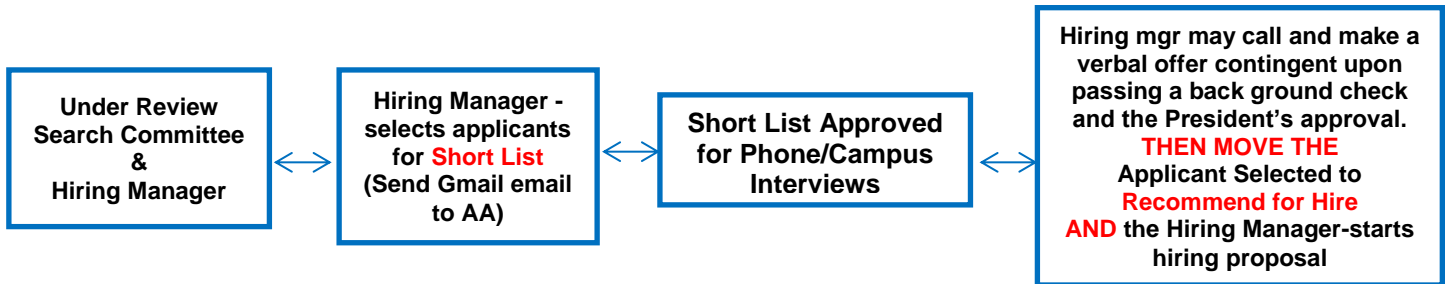 Under Review
Search Committee
&
Hiring Manager
Hiring Manager -
selects applicants
for Short List
(Send Gmail email
to AA)
Short List Approved
for Phone/Campus
Interviews
Hiring mgr may call and make a
verbal offer contingent upon
passing a back ground check
and the President’s approval.
THEN MOVE THE
Applicant Selected to
Recommend for Hire
AND the Hiring Manager-starts
hiring proposal